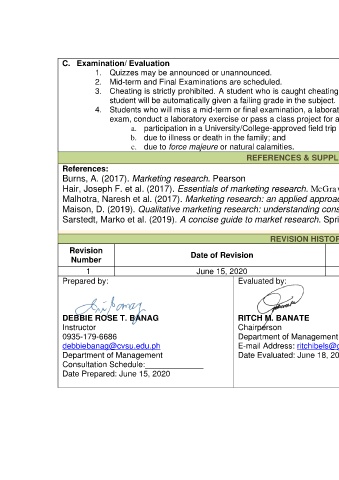 C. Examination/ Evaluation
1. Quizzes may be announced or unannounced.
2. Mid-term and Final Examinations are scheduled.
3. Cheating is strictly prohibited. A student who is caught cheating
student will be automatically given a failing grade in the subject.
4. Students who will miss a mid-term or final examination, a laborat
exam, conduct a laboratory exercise or pass a class project for a
a. participation in a University/College-approved field trip
b. due to illness or death in the family; and
c. due to force majeure or natural calamities.
REFERENCES & SUPPL
References:
Burns, A. (2017). Marketing research. Pearson
Hair, Joseph F. et al. (2017). Essentials of marketing research. McGra
Malhotra, Naresh et al. (2017). Marketing research: an applied approa
Maison, D. (2019). Qualitative marketing research: understanding cons
Sarstedt, Marko et al. (2019). A concise guide to market research. Spri
REVISION HISTOR
Revision Number
Date of Revision
1
June 15, 2020
Prepared by:
DEBBIE ROSE T. BANAG
Instructor
0935-179-6686
debbiebanag@cvsu.edu.ph
Department of Management
Consultation Schedule:
Date Prepared: June 15, 2020
Evaluated by:
RITCH M. BANATE
Chairperson
Department of Management
E-mail Address: ritchibels@
Date Evaluated: June 18, 20